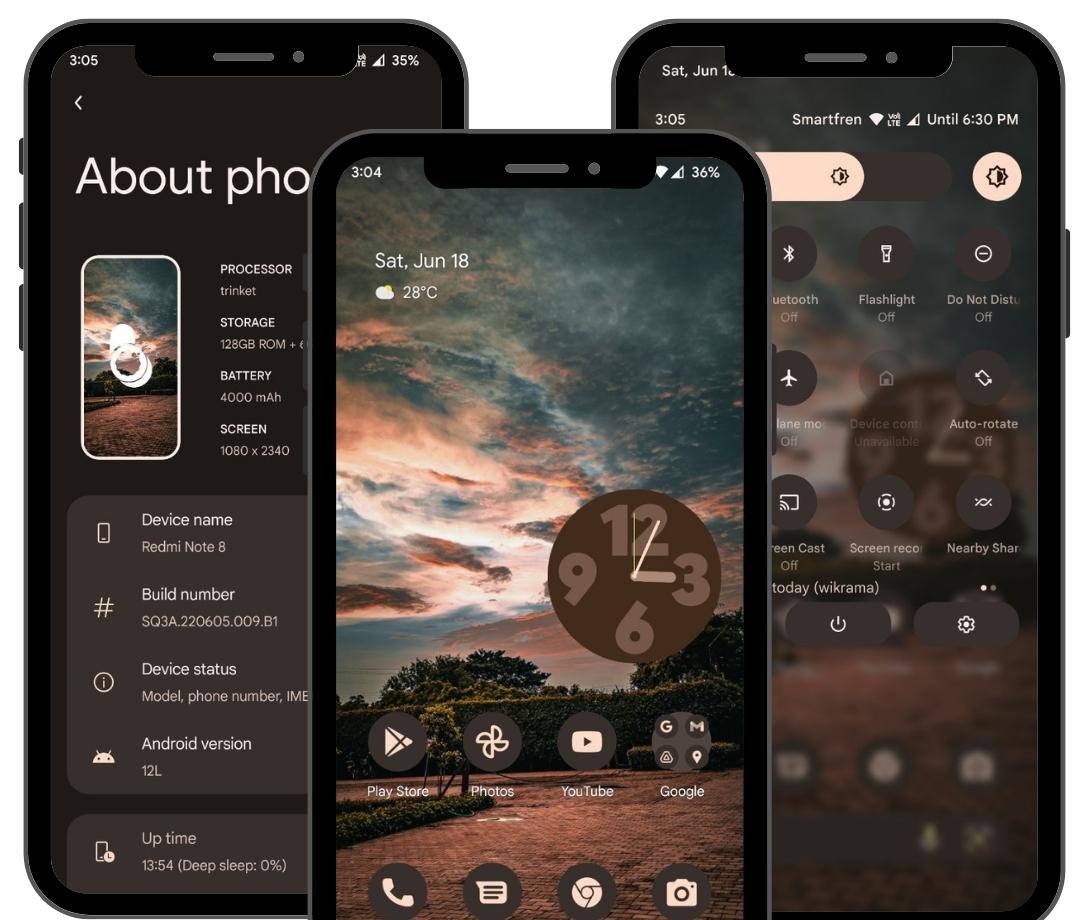 3:05
35%
About pho
PROCESSOR
trinket
STORAGE
128GB ROM + 6
BATTERY
4000 mAh
SCREEN
1080 x 2340
Device name
Redmi Note 8
Build number
SQ3A.220605.009.B1
Device status
Model, phone number, IME
Android version
12L
Up time
13:54 (Deep sleep: 0%)
3:04
36%
Sat, Jun 18
28°C
12
9
3
6
G M
Play Store
Photos
YouTube
Google
Sat, Jun 18
3:05
Smartfren VoI LTE Until 6:30 PM
uetooth
Off
Flashlight
Off
Do Not Distu
Off
lane mo
Off
Device cont
Unavailable
Auto-rotate
Off
reen Cast
Off
Screen reco
Start
Nearby Shar
today (wikrama)